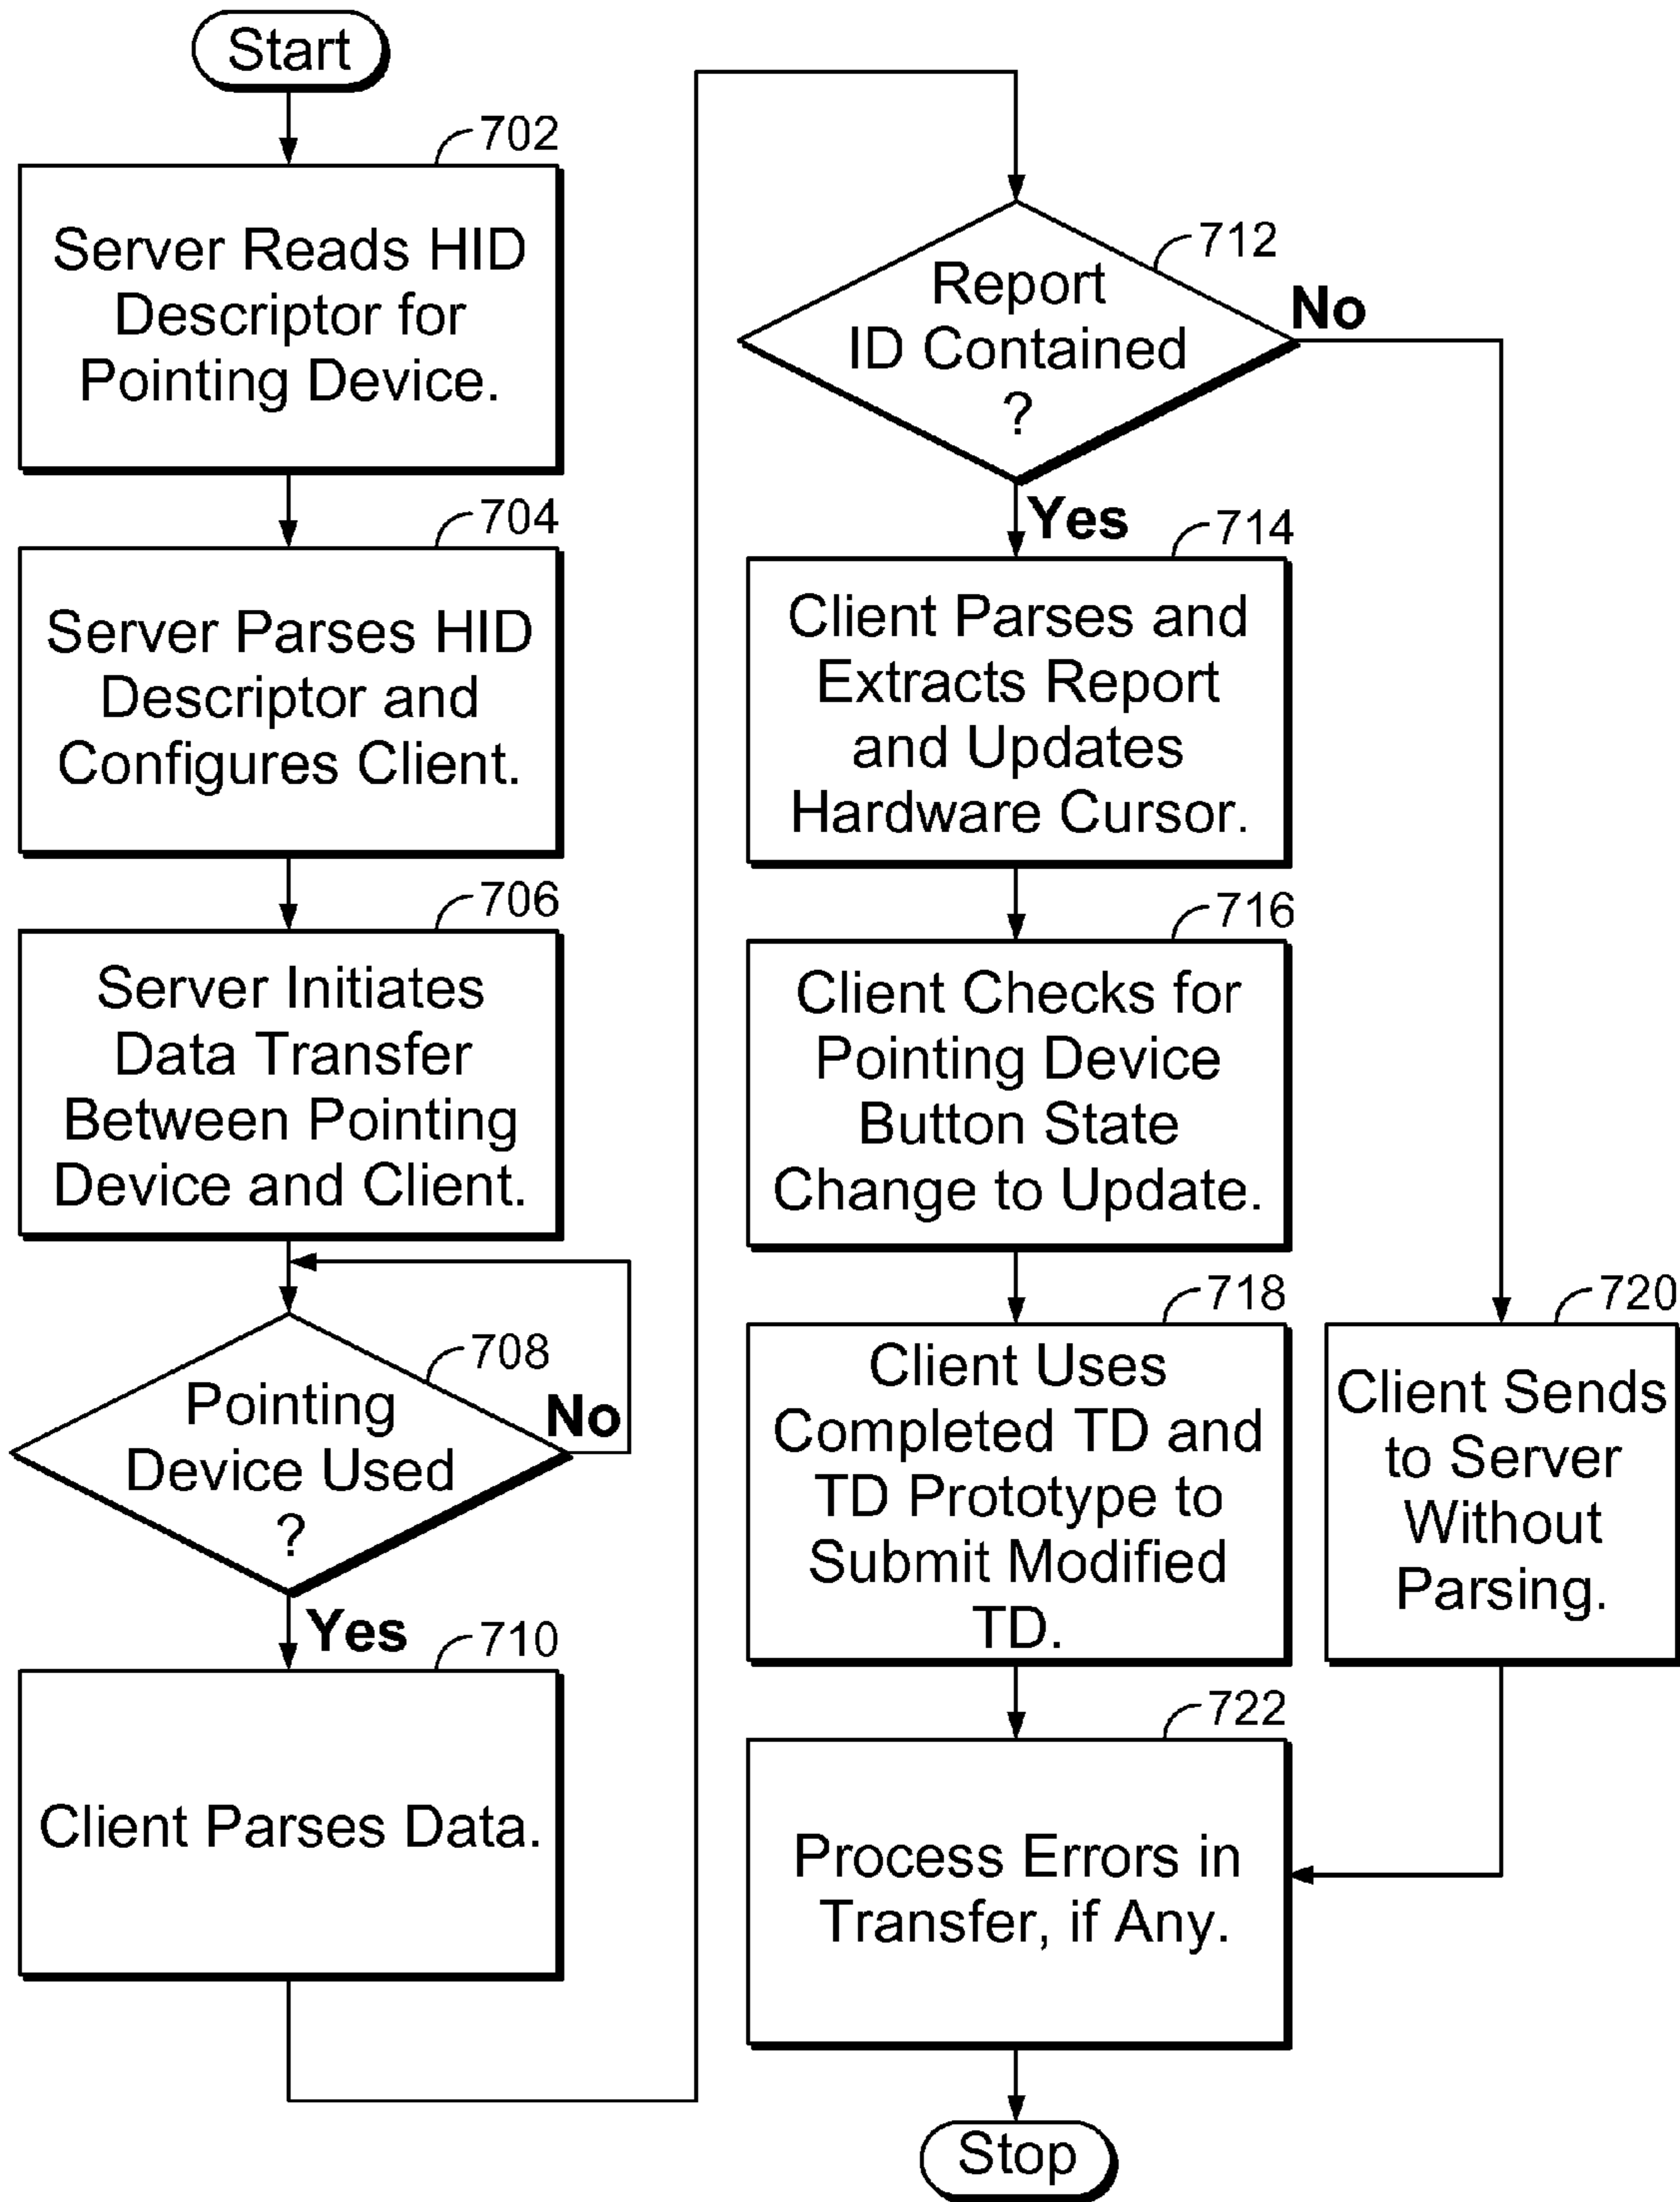 Start
702
Server Reads HID
Descriptor for
Pointing Device.
704
Server Parses HID
Descriptor and
Configures Client.
706
Server Initiates
Data Transfer
Between Pointing
Device and Client.
708
Pointing
Device Used
?
No
Yes
710
Client Parses Data.
712
Report
ID Contained
?
No
Yes
714
Client Parses and
Extracts Report
and Updates
Hardware Cursor.
716
Client Checks for
Pointing Device
Button State
Change to Update.
718
Client Uses
Completed TD and
TD Prototype to
Submit Modified
TD.
720
Client Sends
to Server
Without
Parsing.
722
Process Errors in
Transfer, if Any.
Stop